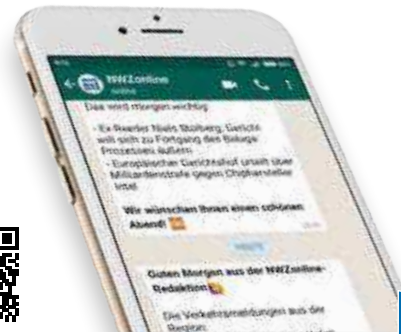 NWZonline
online
Das wird morgen wichtig
- Ex-Reeder Niels Stolberg, Gericht
will sich zu Fortgang des Beluga-
Prozesses äußern
- Europäischer Gerichtshof urteilt über
Milliardenstrafe gegen Chiphersteller
Intel
Wir wünschen Ihnen einen schönen
Abend!
HEUTE
Guten Morgen aus der NWZonline-
Redaktion
Die Verkehrsmeldungen aus der
Region: